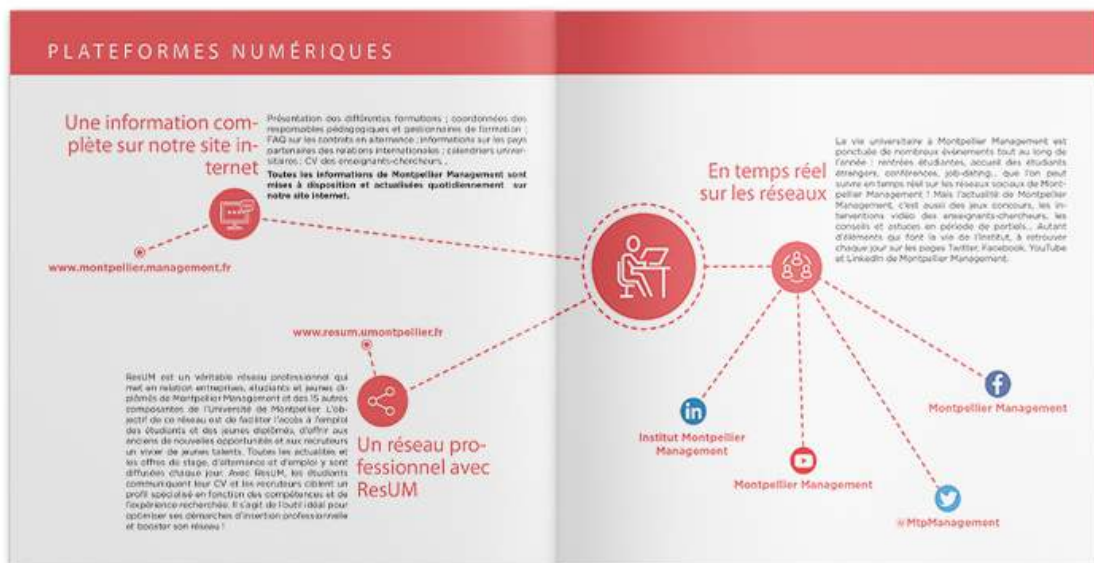 PLATEFORMES NUMÉRIQUES
Une information com-
plète sur notre site in-
ternet
Présentation des différentes formations ; coordonnées des
responsables pédagogiques et gestionnaires de formation ;
FAQ sur les contrats en alternance ; informations sur les pays
partenaires des relations internationales ; calendriers univer-
sitaires ; CV des enseignants-chercheurs...
Toutes les informations de Montpellier Management sont
mises à disposition et actualisées quotidiennement sur
notre site internet.
www.montpellier.management.fr
www.resum.umontpellier.fr
ResUM est un véritable réseau professionnel qui
met en relation entreprises, étudiants et jeunes di-
plômés de Montpellier Management et des 15 autres
composantes de l'Université de Montpellier. L'ob-
jectif de ce réseau est de faciliter l'accès à l'emploi
des étudiants et des jeunes diplômés, d'offrir aux
anciens de nouvelles opportunités et aux recruteurs
un vivier de jeunes talents. Toutes les actualités et
les offres de stage, d'alternance et d'emploi y sont
diffusées chaque jour. Avec ResUM, les étudiants
communiquent leur CV et les recruteurs ciblent un
profil spécialisé en fonction des compétences et de
l'expérience recherchée. Il s'agit de l'outil idéal pour
optimiser ses démarches d'insertion professionnelle
et booster son réseau !
Un réseau pro-
fessionnel avec
ResUM
En temps réel
sur les réseaux
La vie universitaire à Montpellier Management est
ponctuée de nombreux événements tout au long de
l'année : rentrées étudiantes, accueil des étudiants
étrangers, conférences, job-dating... que l'on peut
suivre en temps réel sur les réseaux sociaux de Mont-
pellier Management ! Mais l'actualité de Montpellier
Management, c'est aussi des jeux concours, les in-
terventions vidéo des enseignants-chercheurs, les
conseils et astuces en période de partiels... Autant
d'éléments qui font la vie de l'Institut, à retrouver
chaque jour sur les pages Twitter, Facebook, YouTube
et LinkedIn de Montpellier Management.
in
Institut Montpellier
Management
Montpellier Management
f
Montpellier Management
@MtpManagement